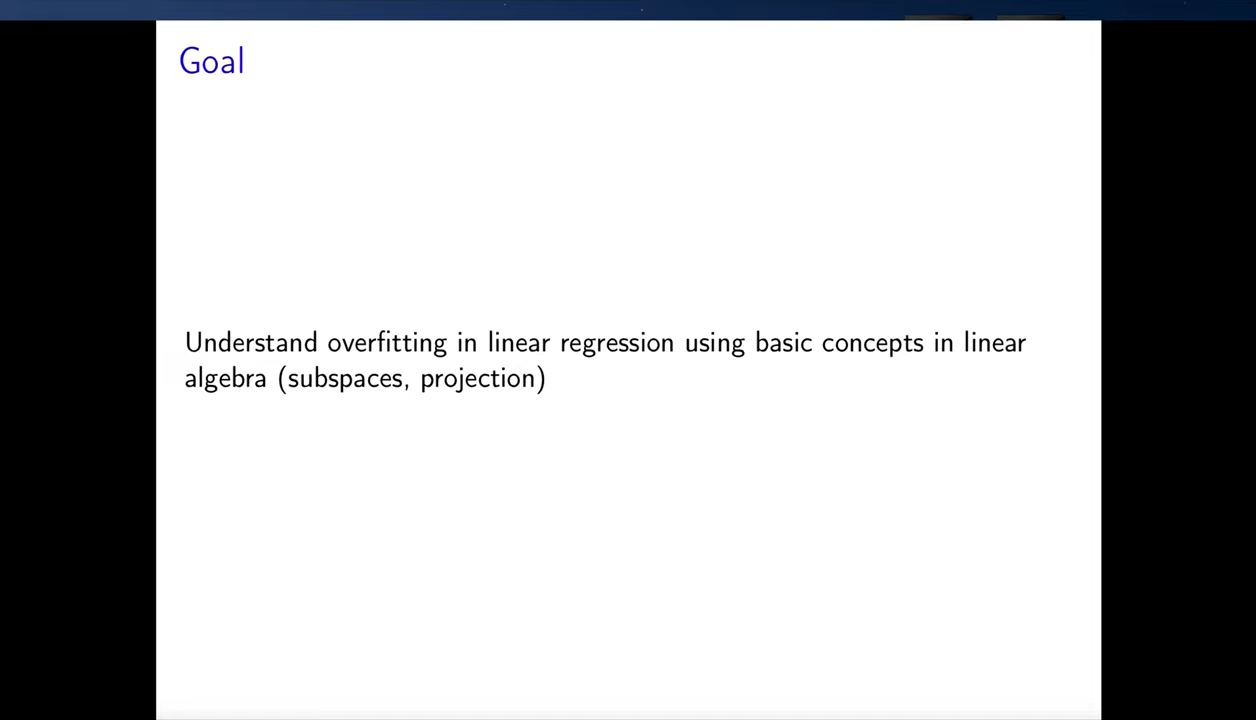 Goal
Understand overfitting in linear regression using basic concepts in linear
algebra (subspaces, projection)